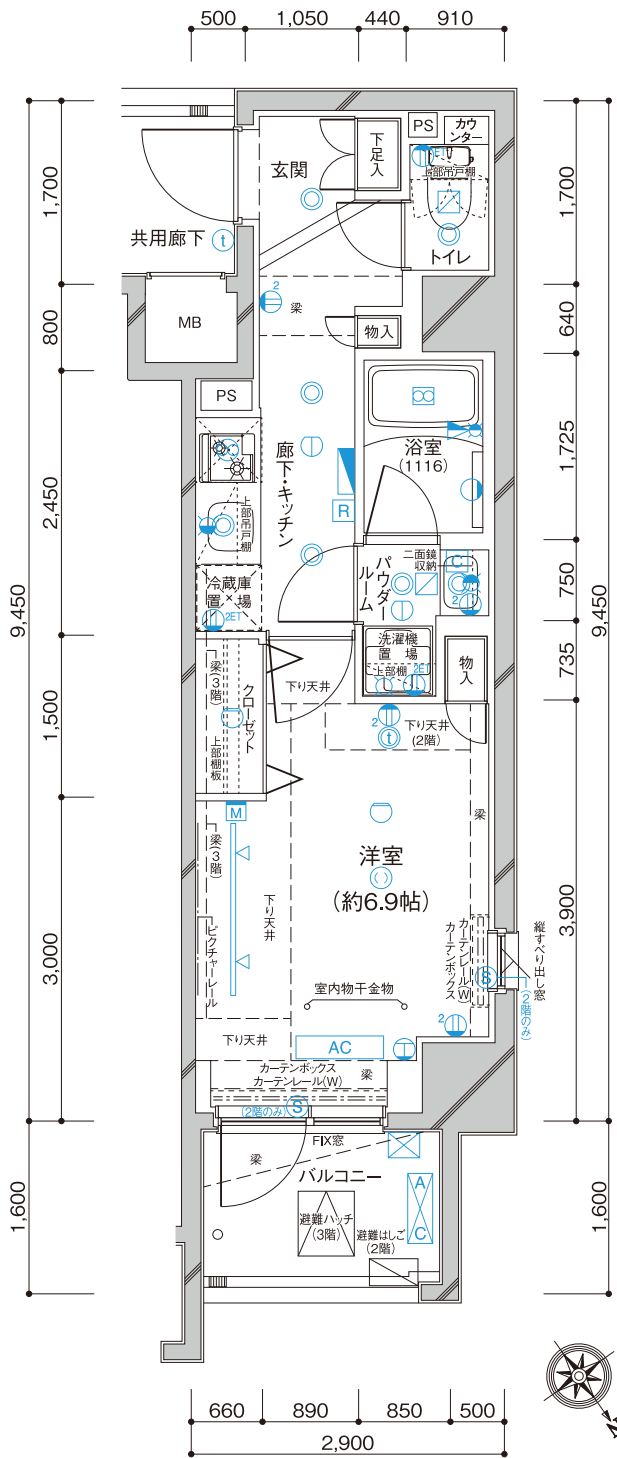 500 1,050 440 910
1,700
800
2,450
9,450
1,500
3,000
1,600
1,700
640
1,725
750
735
9,450
3,900
1,600
660 890 850 500
2,900
PS
カウンター
2ET
上部吊戸棚
トイレ
下足入
玄関
共用廊下
t
MB
2
梁
物入
PS
浴室
(1116)
廊下・キッチン
R
上部吊戸棚
冷蔵庫
置場
2ET
パウダールーム
二面鏡
収納
C
2
洗濯機
置場
上部棚
2ET
物入
梁(3階)
クローゼット
上部棚板
下り天井
2
t
下り天井
(2階)
M
梁(3階)
下り天井
ピクチャーレール
洋室
(約6.9帖)
梁
カーテンレール(W)
カーテンボックス
縦すべり出し窓
S
(2階のみ)
室内物干金物
2
AC
下り天井
カーテンボックス
カーテンレール(W)
梁
(2階のみ)
S
FIX窓
梁
バルコニー
避難ハッチ
(3階)
避難はしご
(2階)
A
C
N